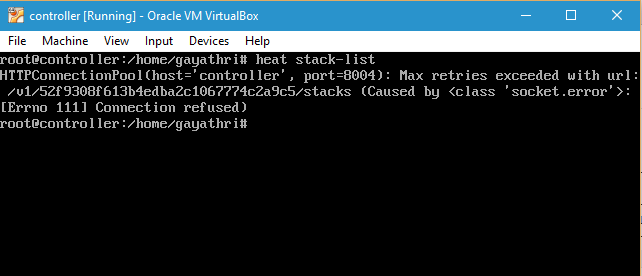 controller [Running] - Oracle VM VirtualBox
File Machine View Input Devices Help
root@controller:/home/gayathri# heat stack-list
HTTPConnectionPool(host='controller', port=8004): Max retries exceeded with url:
/v1/52f9308f613b4edba2c1067774c2a9c5/stacks (Caused by <class 'socket.error'>:
[Errno 111] Connection refused)
root@controller:/home/gayathri#